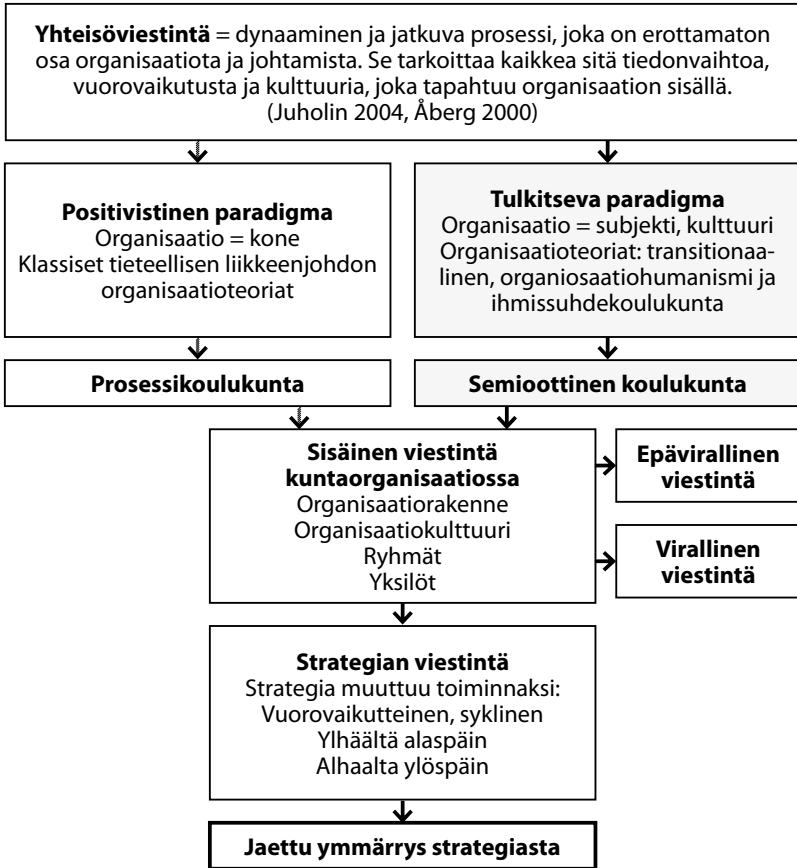 Yhteisöviestintä = dynaaminen ja jatkuva prosessi, joka on erottamaton
osa organisaatiota ja johtamista. Se tarkoittaa kaikkea sitä tiedonvaihtoa,
vuorovaikutusta ja kulttuuria, joka tapahtuu organisaation sisällä.
(Juholin 2004, Åberg 2000)
Positivistinen paradigma
Organisaatio = kone
Klassiset tieteellisen liikkeenjohdon
organisaatioteoriat
Tulkitseva paradigma
Organisaatio = subjekti, kulttuuri
Organisaatioteoriat: transitionaa-
linen, organiosaatiohumanismi ja
ihmissuhdekoulukunta
Prosessikoulukunta
Semioottinen koulukunta
Sisäinen viestintä
kuntaorganisaatiossa
Organisaatiorakenne
Organisaatiokulttuuri
Ryhmät
Yksilöt
Epävirallinen
viestintä
Virallinen
viestintä
Strategian viestintä
Strategia muuttuu toiminnaksi:
Vuorovaikutteinen, syklinen
Ylhäältä alaspäin
Alhaalta ylöspäin
Jaettu ymmärrys strategiasta